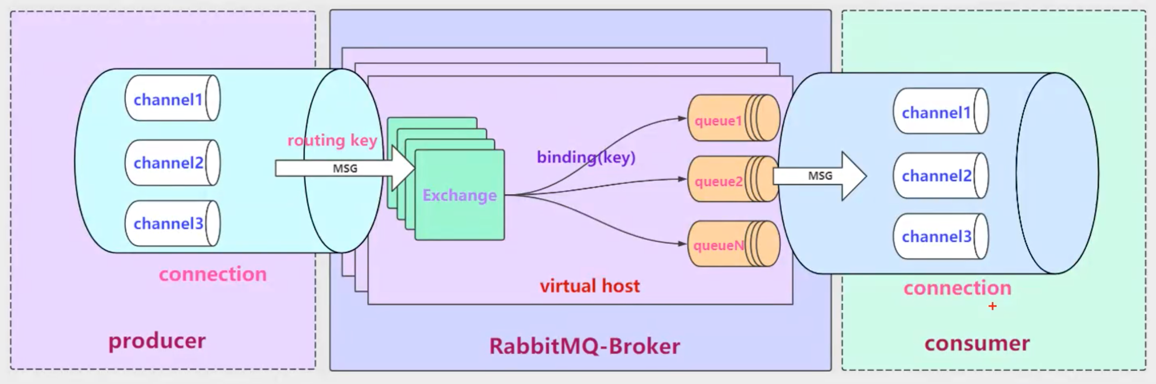 channel1
channel2
channel3
routing key
MSG
connection
producer
Exchange
binding(key)
queue1
queue2
queueN
virtual host
RabbitMQ-Broker
MSG
channel1
channel2
channel3
connection
+
consumer